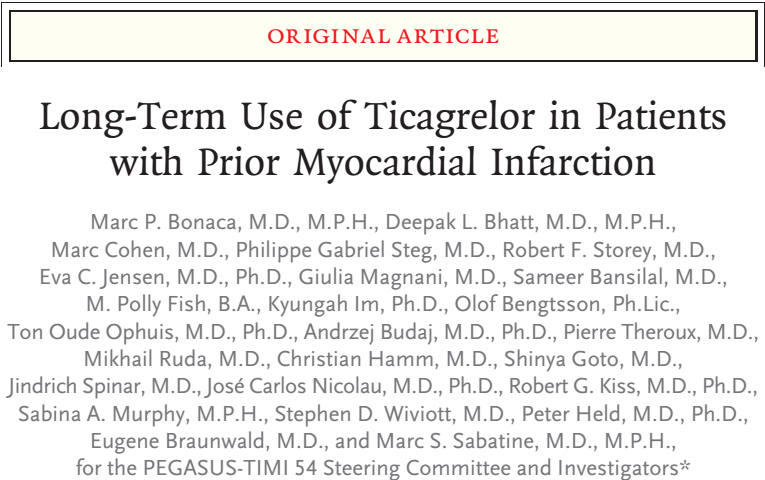 ORIGINAL ARTICLE
Long-Term Use of Ticagrelor in Patients
with Prior Myocardial Infarction
Marc P. Bonaca, M.D., M.P.H., Deepak L. Bhatt, M.D., M.P.H.,
Marc Cohen, M.D., Philippe Gabriel Steg, M.D., Robert F. Storey, M.D.,
Eva C. Jensen, M.D., Ph.D., Giulia Magnani, M.D., Sameer Bansilal, M.D.,
M. Polly Fish, B.A., Kyungah Im, Ph.D., Olof Bengtsson, Ph.Lic.,
Ton Oude Ophuis, M.D., Ph.D., Andrzej Budaj, M.D., Ph.D., Pierre Theroux, M.D.,
Mikhail Ruda, M.D., Christian Hamm, M.D., Shinya Goto, M.D.,
Jindrich Spinar, M.D., José Carlos Nicolau, M.D., Ph.D., Robert G. Kiss, M.D., Ph.D.,
Sabina A. Murphy, M.P.H., Stephen D. Wiviott, M.D., Peter Held, M.D., Ph.D.,
Eugene Braunwald, M.D., and Marc S. Sabatine, M.D., M.P.H.,
for the PEGASUS-TIMI 54 Steering Committee and Investigators*